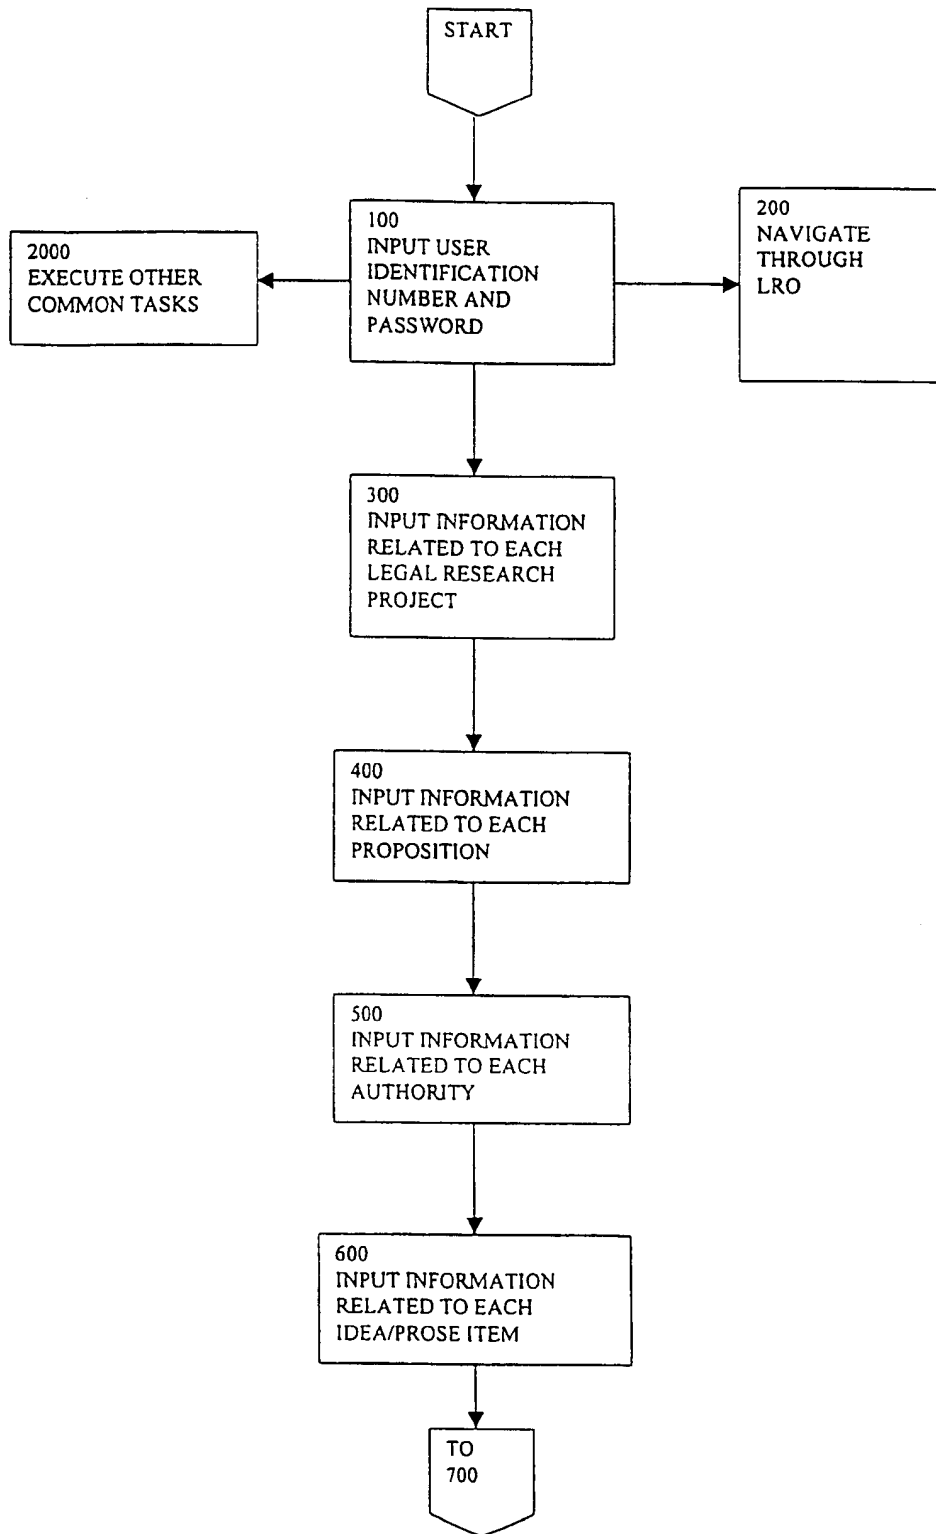 START
100
INPUT USER
IDENTIFICATION
NUMBER AND
PASSWORD
2000
EXECUTE OTHER
COMMON TASKS
200
NAVIGATE
THROUGH
LRO
300
INPUT INFORMATION
RELATED TO EACH
LEGAL RESEARCH
PROJECT
400
INPUT INFORMATION
RELATED TO EACH
PROPOSITION
500
INPUT INFORMATION
RELATED TO EACH
AUTHORITY
600
INPUT INFORMATION
RELATED TO EACH
IDEA/PROSE ITEM
TO
700